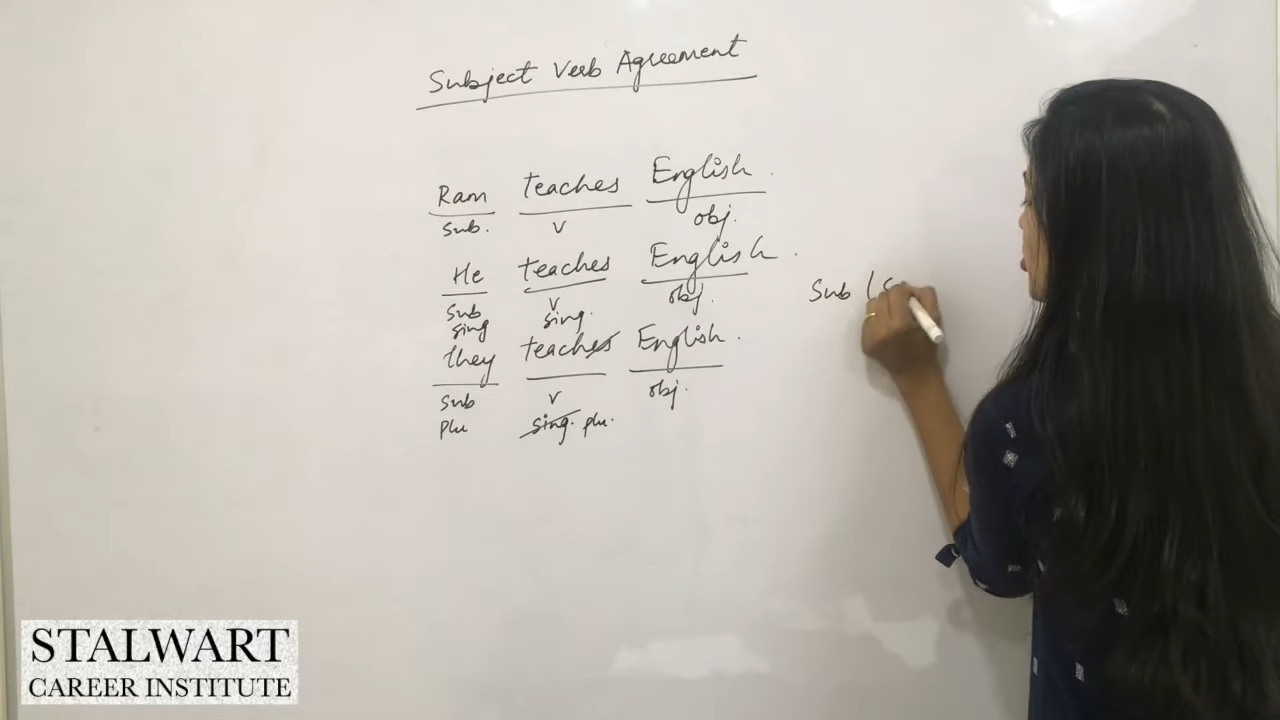 Subject Verb Agreement
Ram teaches English.
sub. v obj.
He teaches English.
sub v obj.
sing sing.
they teaches English.
sub v obj.
plu sing. plu.
Sub (S
STALWART
CAREER INSTITUTE